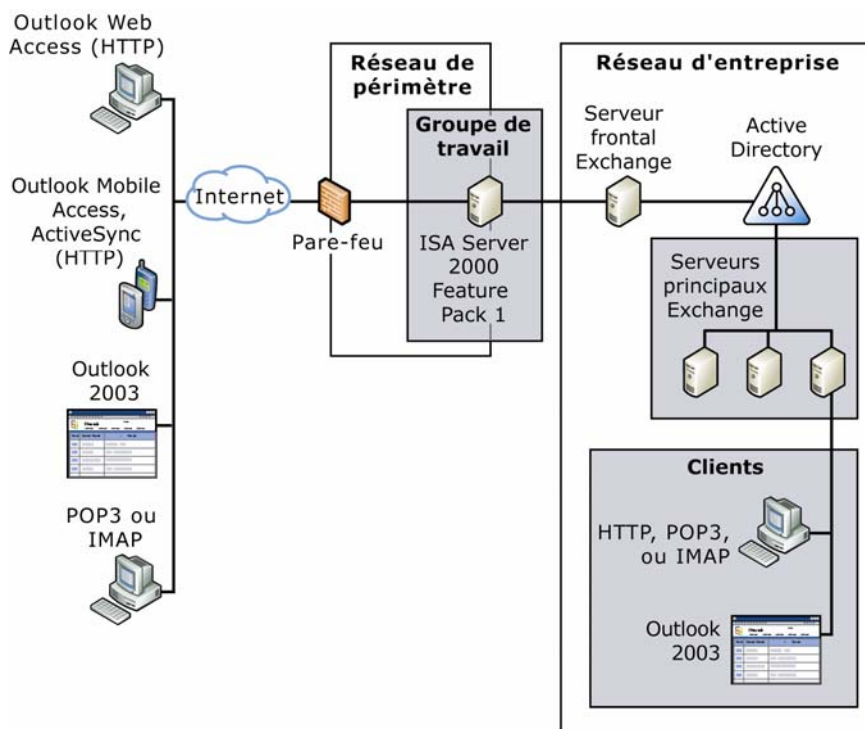 Outlook Web
Access (HTTP)
Outlook Mobile
Access,
ActiveSync
(HTTP)
Outlook
2003
POP3 ou
IMAP
Internet
Pare-feu
Réseau de
périmètre
Groupe de
travail
ISA Server
2000
Feature
Pack 1
Réseau d'entreprise
Serveur
frontal
Exchange
Active
Directory
Serveurs
principaux
Exchange
Clients
HTTP, POP3,
ou IMAP
Outlook
2003